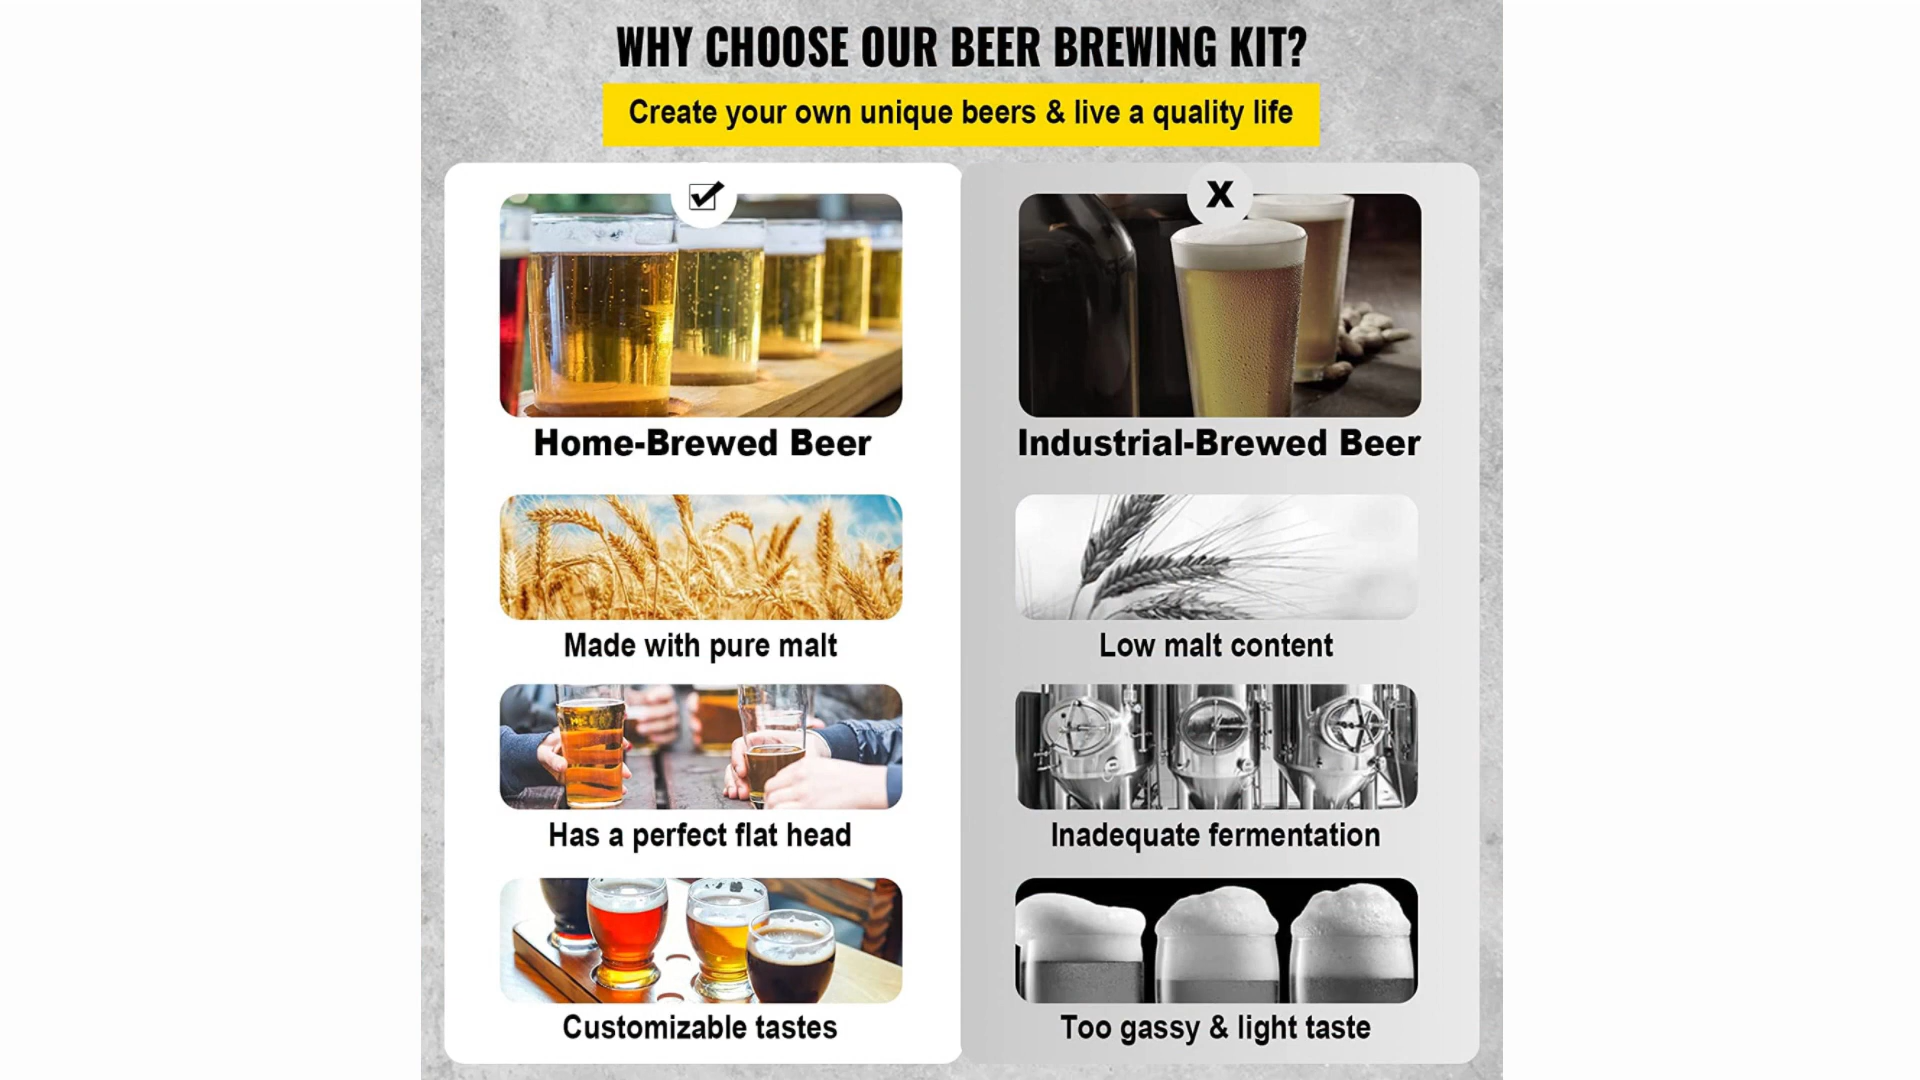 WHY CHOOSE OUR BEER BREWING KIT?
Create your own unique beers & live a quality life
X
Home-Brewed Beer
Made with pure malt
Has a perfect flat head
Customizable tastes
Industrial-Brewed Beer
Low malt content
Inadequate fermentation
Too gassy & light taste